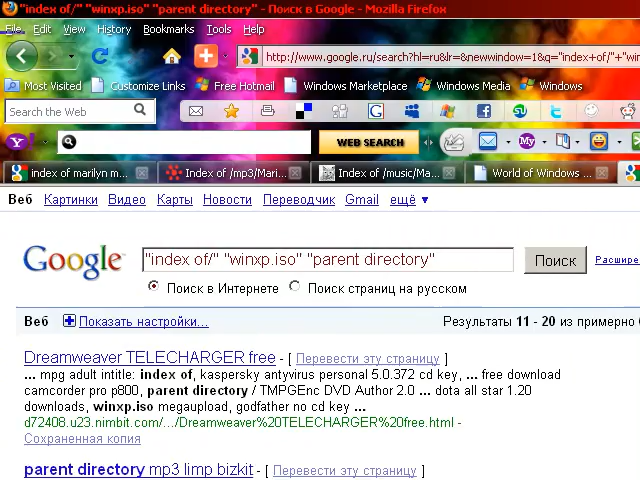 "index of/" "winxp.iso" "parent directory" - Поиск в Google - Mozilla Firefox
File Edit View History Bookmarks Tools Help
http://www.google.ru/search?hl=ru&lr=&newwindow=1&q="index+of/"+"win
Most Visited Customize Links Free Hotmail Windows Marketplace Windows Media Windows
Search the Web
WEB SEARCH My
index of marilyn m... Index of /mp3/Mari... Index of /music/Ma... World of Windows ...
Веб Картинки Видео Карты Новости Переводчик Gmail ещё ▼
Google "index of/" "winxp.iso" "parent directory" Поиск Расшире
Поиск в Интернете Поиск страниц на русском
Веб Показать настройки... Результаты 11 - 20 из примерно
Dreamweaver TELECHARGER free - [ Перевести эту страницу ]
... mpg adult intitle: index of, kaspersky antyvirus personal 5.0.372 cd key, ... free download
camcorder pro p800, parent directory / TMPGEnc DVD Author 2.0 ... dota all star 1.20
downloads, winxp.iso megaupload, godfather no cd key ...
d72408.u23.nimbit.com/.../Dreamweaver%20TELECHARGER%20free.html -
Сохраненная копия
parent directory mp3 limp bizkit - [ Перевести эту страницу ]